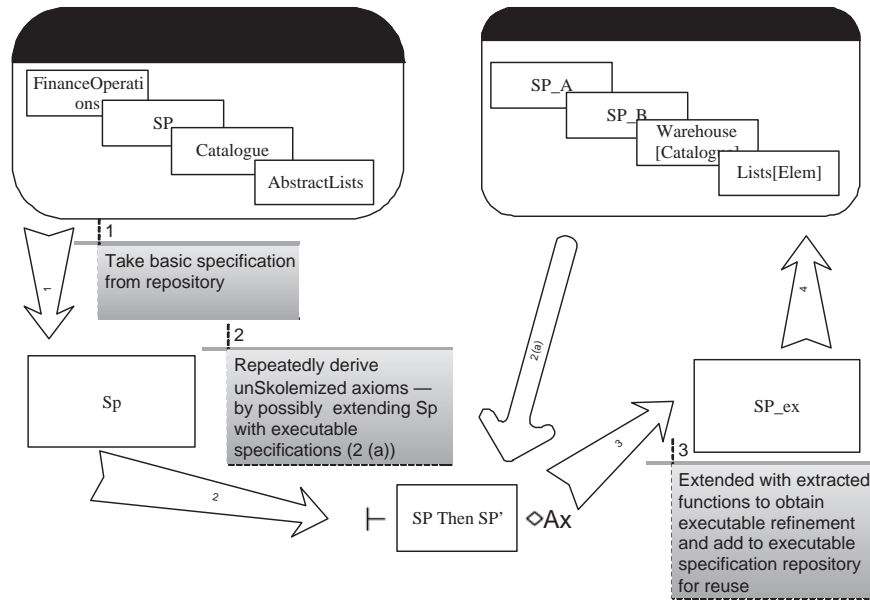 FinanceOperati
ons
SP
Catalogue
AbstractLists
SP_A
SP_B
Warehouse
[Catalogue]
Lists[Elem]
1
1
Take basic specification
from repository
2
Repeatedly derive
unSkolemized axioms —
by possibly extending Sp
with executable
specifications (2 (a))
Sp
2(a)
4
SP_ex
2
3
3
⊢ SP Then SP’ ◇Ax
Extended with extracted
functions to obtain
executable refinement
and add to executable
specification repository
for reuse